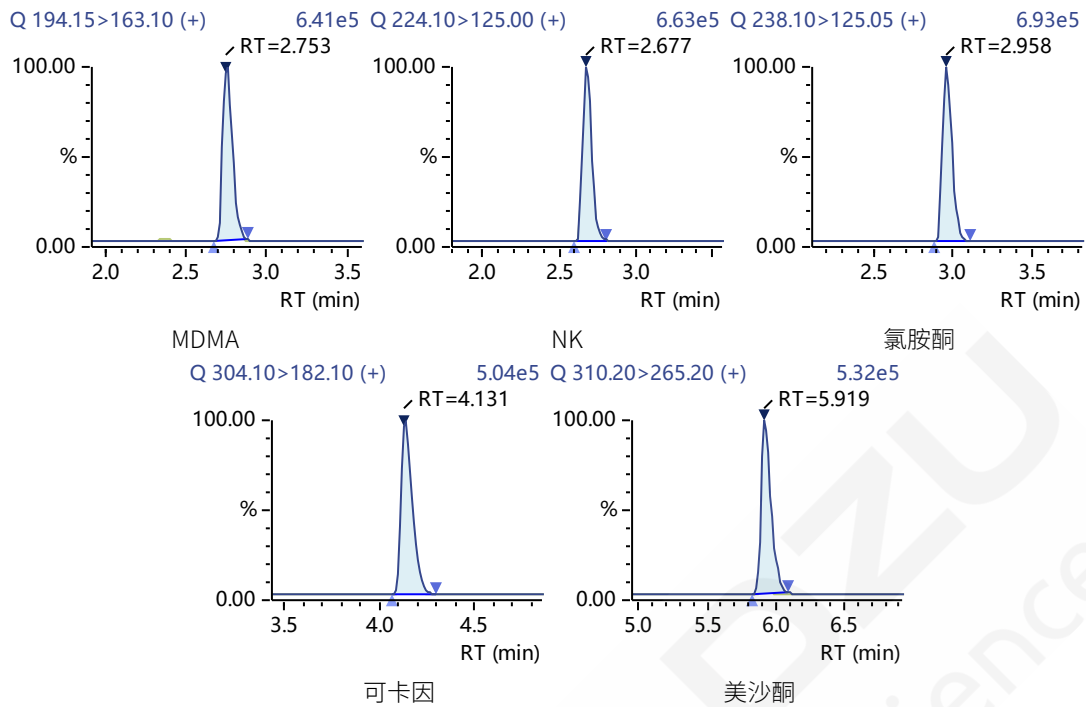 Q 194.15>163.10 (+) 6.41e5
RT=2.753
100.00
%
0.00
2.0 2.5 3.0 3.5
RT (min)
MDMA
Q 224.10>125.00 (+) 6.63e5
RT=2.677
100.00
%
0.00
2.0 2.5 3.0
RT (min)
NK
Q 238.10>125.05 (+) 6.93e5
RT=2.958
100.00
%
0.00
2.5 3.0 3.5
RT (min)
氯胺酮
Q 304.10>182.10 (+) 5.04e5
RT=4.131
100.00
%
0.00
3.5 4.0 4.5
RT (min)
可卡因
Q 310.20>265.20 (+) 5.32e5
RT=5.919
100.00
%
0.00
5.0 5.5 6.0 6.5
RT (min)
美沙酮